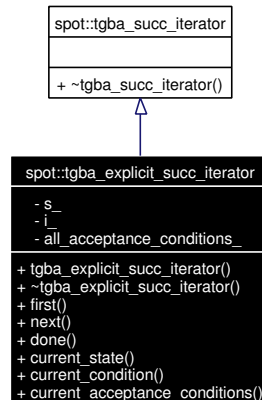 spot::tgba_succ_iterator
+ ~tgba_succ_iterator()
spot::tgba_explicit_succ_iterator
- s_
- i_
- all_acceptance_conditions_
+ tgba_explicit_succ_iterator()
+ ~tgba_explicit_succ_iterator()
+ first()
+ next()
+ done()
+ current_state()
+ current_condition()
+ current_acceptance_conditions()